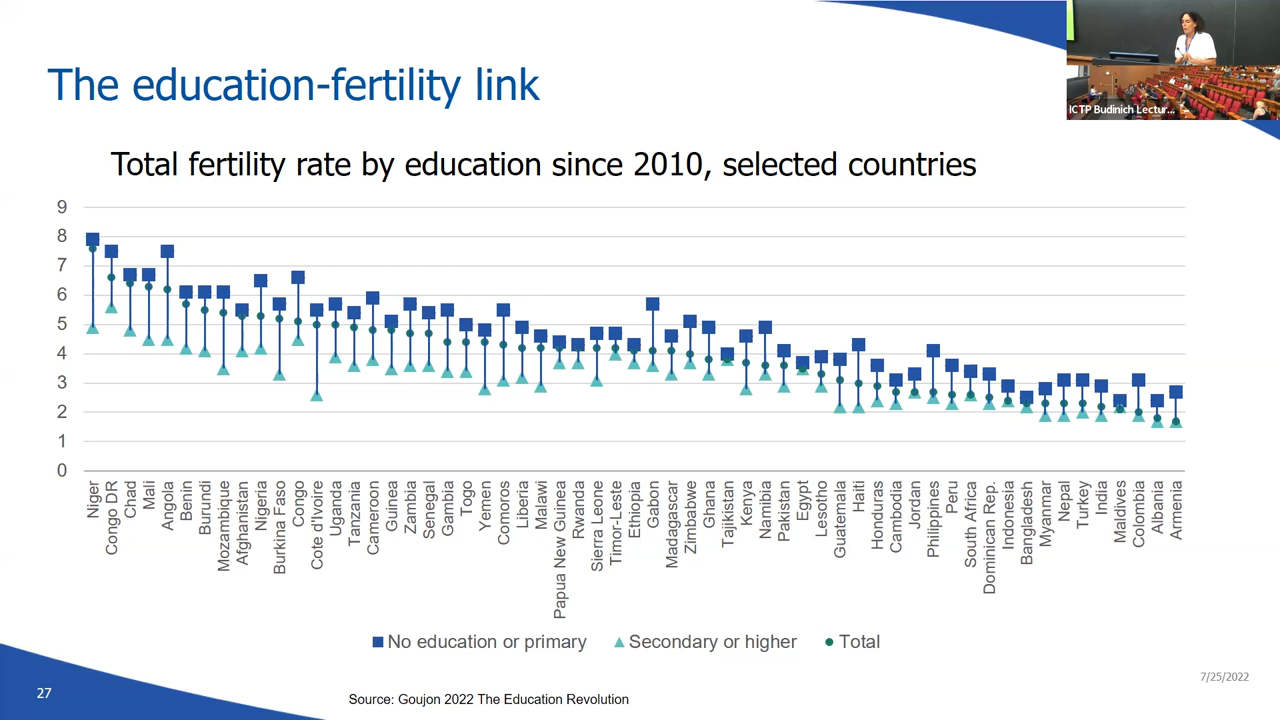 The education-fertility link
ICTP Budinich Lectur...
Total fertility rate by education since 2010, selected countries
9
8
7
6
5
4
3
2
1
0
Niger
Congo DR
Chad
Mali
Angola
Benin
Burundi
Mozambique
Afghanistan
Nigeria
Burkina Faso
Congo
Cote d'Ivoire
Uganda
Tanzania
Cameroon
Guinea
Zambia
Senegal
Gambia
Togo
Yemen
Comoros
Liberia
Malawi
Papua New Guinea
Rwanda
Sierra Leone
Timor-Leste
Ethiopia
Gabon
Madagascar
Zimbabwe
Ghana
Tajikistan
Kenya
Namibia
Pakistan
Egypt
Lesotho
Guatemala
Haiti
Honduras
Cambodia
Jordan
Philippines
Peru
South Africa
Dominican Rep.
Indonesia
Bangladesh
Myanmar
Nepal
Turkey
India
Maldives
Colombia
Albania
Armenia
No education or primary
Secondary or higher
Total
7/25/2022
27
Source: Goujon 2022 The Education Revolution